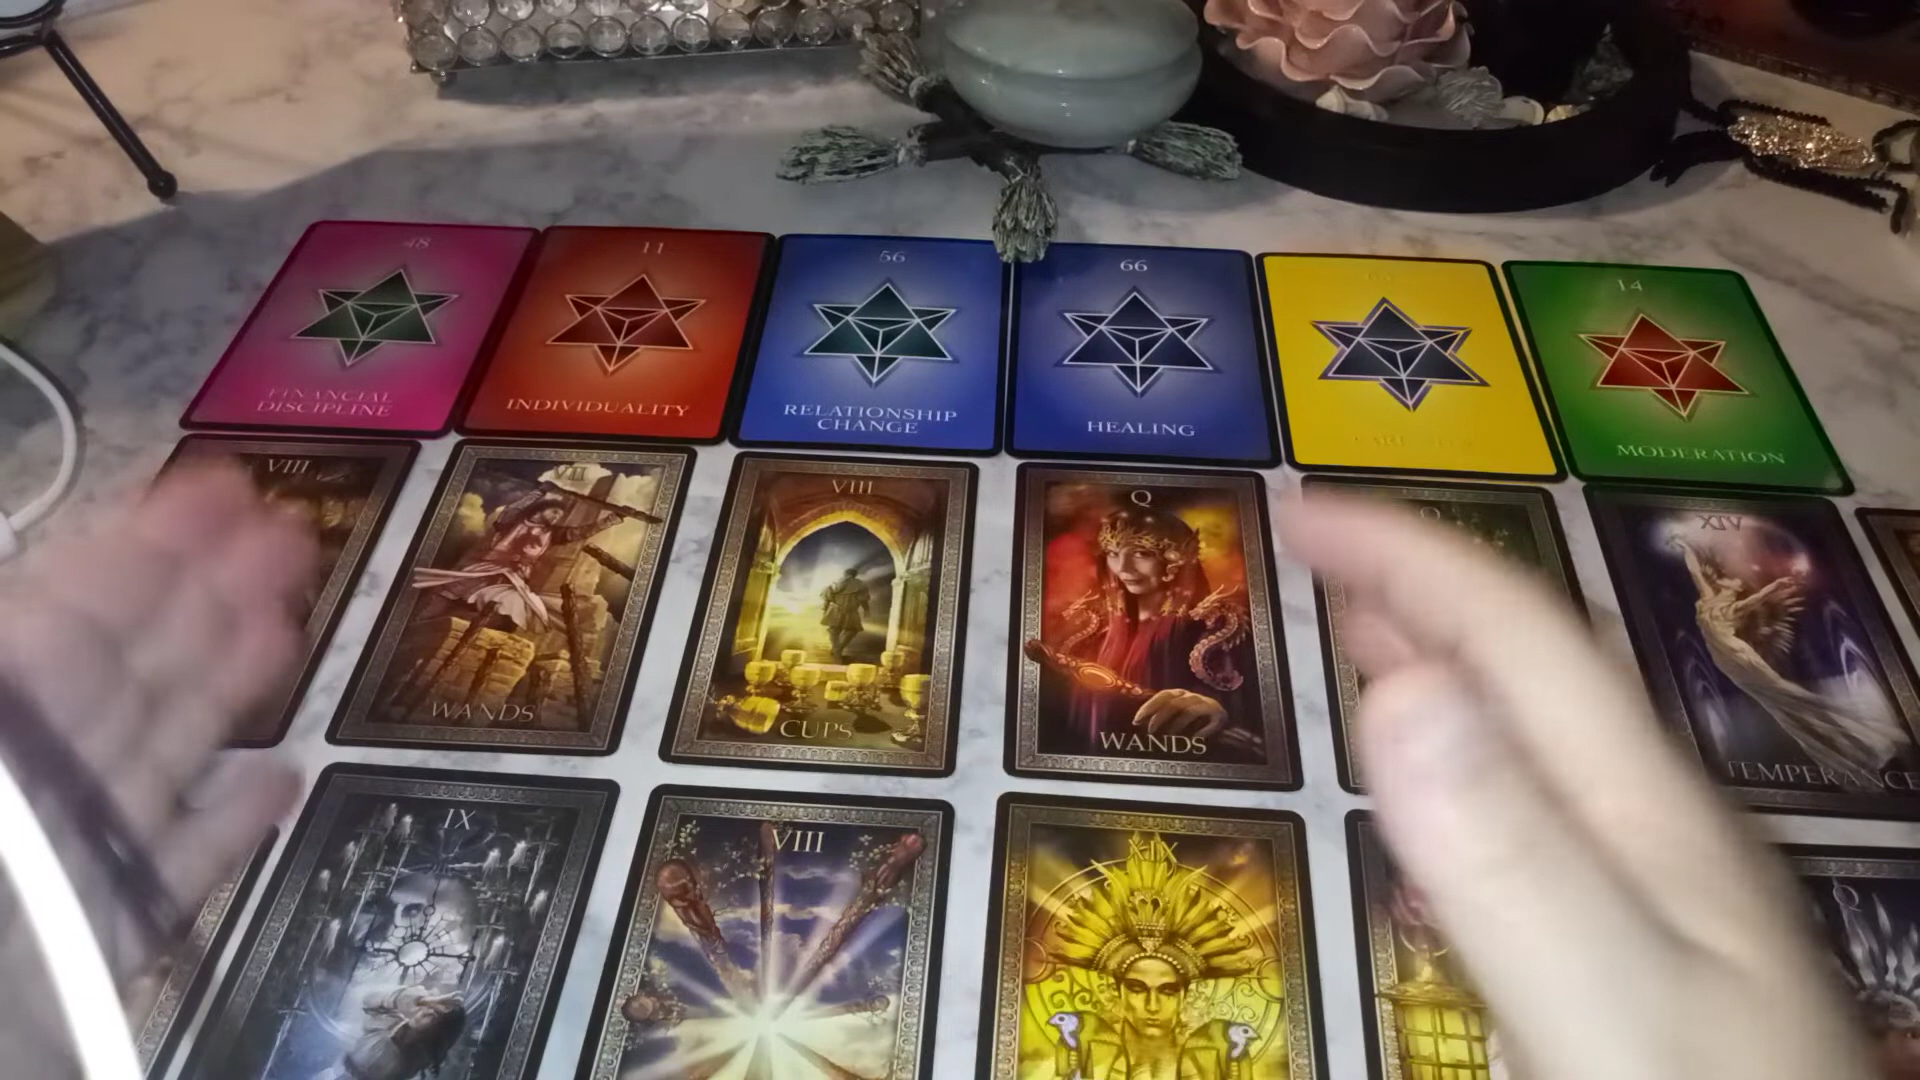 48
11
56
66
14
FINANCIAL
DISCIPLINE
INDIVIDUALITY
RELATIONSHIP
CHANGE
HEALING
MODERATION
VIII
VII
VIII
Q
Q
XIV
WANDS
CUPS
WANDS
TEMPERANCE
IX
VIII
XIX
Q